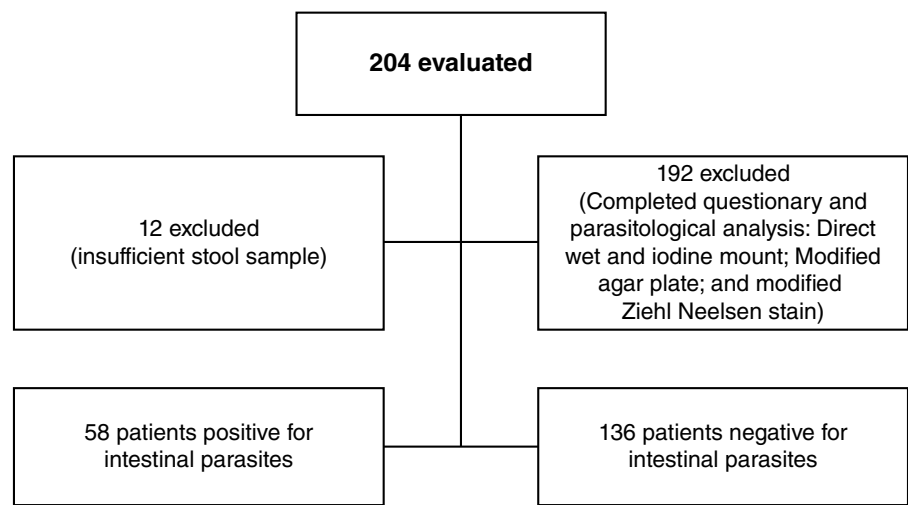 204 evaluated
12 excluded
(insufficient stool sample)
192 excluded
(Completed questionary and
parasitological analysis: Direct
wet and iodine mount; Modified
agar plate; and modified
Ziehl Neelsen stain)
58 patients positive for
intestinal parasites
136 patients negative for
intestinal parasites